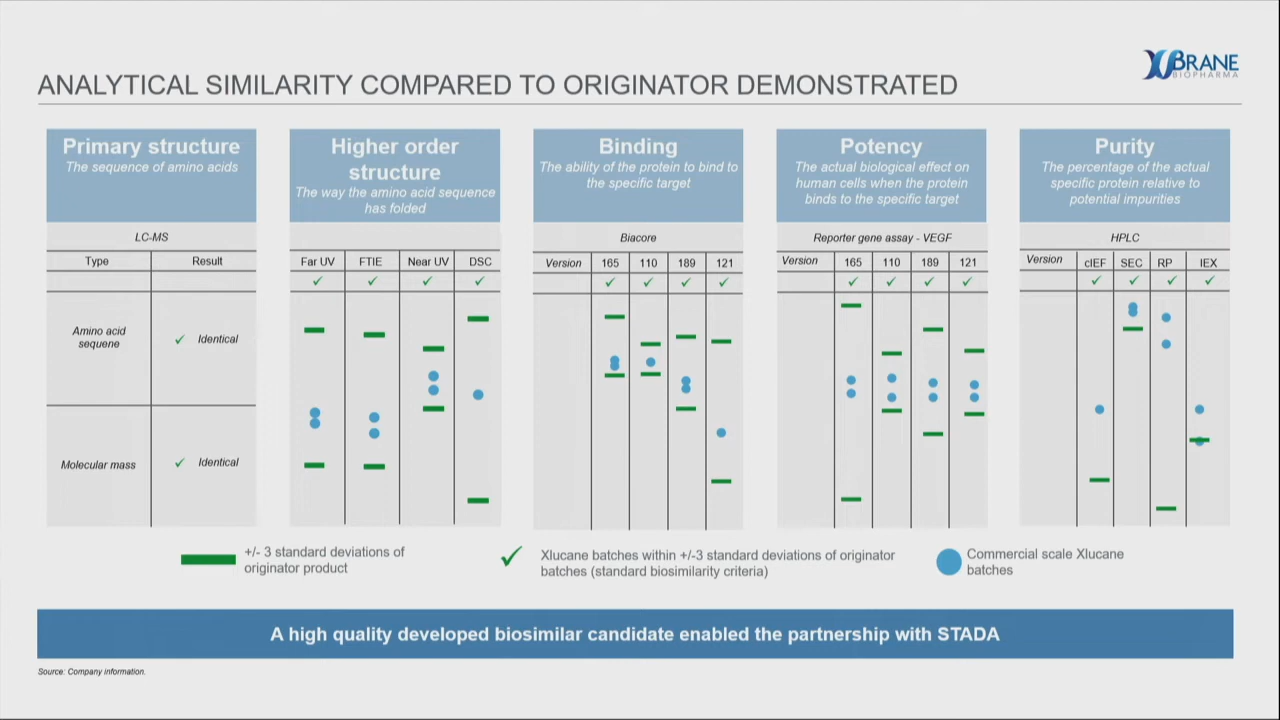 XBRANE
BIOPHARMA
ANALYTICAL SIMILARITY COMPARED TO ORIGINATOR DEMONSTRATED
Primary structure
The sequence of amino acids
LC-MS
Type Result
Amino acid
sequene
✓ Identical
Molecular mass
✓ Identical
Higher order
structure
The way the amino acid sequence
has folded
Far UV FTIE Near UV DSC
✓ ✓ ✓ ✓
Binding
The ability of the protein to bind to
the specific target
Biacore
Version 165 110 189 121
✓ ✓ ✓ ✓
Potency
The actual biological effect on
human cells when the protein
binds to the specific target
Reporter gene assay - VEGF
Version 165 110 189 121
✓ ✓ ✓ ✓
Purity
The percentage of the actual
specific protein relative to
potential impurities
HPLC
Version cIEF SEC RP IEX
✓ ✓ ✓ ✓
+/- 3 standard deviations of
originator product
✓ Xlucane batches within +/-3 standard deviations of originator
batches (standard biosimilarity criteria)
Commercial scale Xlucane
batches
A high quality developed biosimilar candidate enabled the partnership with STADA
Source: Company information.